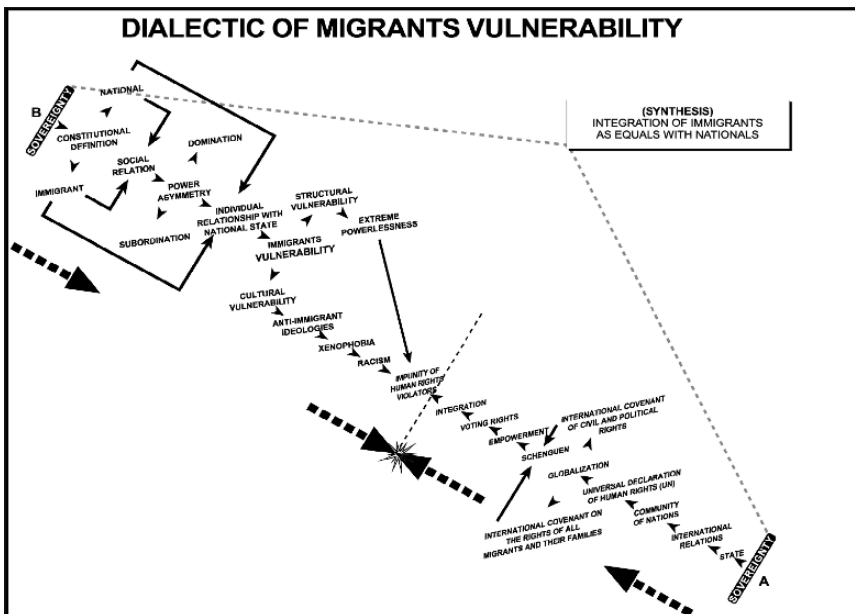 DIALECTIC OF MIGRANTS VULNERABILITY
(SYNTHESIS)
INTEGRATION OF IMMIGRANTS
AS EQUALS WITH NATIONALS
B
SOVEREIGNTY
NATIONAL
CONSTITUTIONAL
DEFINITION
IMMIGRANT
SOCIAL
RELATION
DOMINATION
POWER
ASYMMETRY
SUBORDINATION
INDIVIDUAL
RELATIONSHIP WITH
NATIONAL STATE
STRUCTURAL
VULNERABILITY
EXTREME
POWERLESSNESS
IMMIGRANTS
VULNERABILITY
CULTURAL
VULNERABILITY
ANTI-IMMIGRANT
IDEOLOGIES
XENOPHOBIA
RACISM
IMPUNITY OF
HUMAN RIGHTS
VIOLATORS
INTEGRATION
VOTING RIGHTS
EMPOWERMENT
INTERNATIONAL COVENANT
OF CIVIL AND POLITICAL
RIGHTS
SCHENGUEN
GLOBALIZATION
UNIVERSAL DECLARATION
OF HUMAN RIGHTS (UN)
INTERNATIONAL COVENANT ON
THE RIGHTS OF ALL
MIGRANTS AND THEIR FAMILIES
COMMUNITY
OF NATIONS
INTERNATIONAL
RELATIONS
STATE
SOVEREIGNTY
A